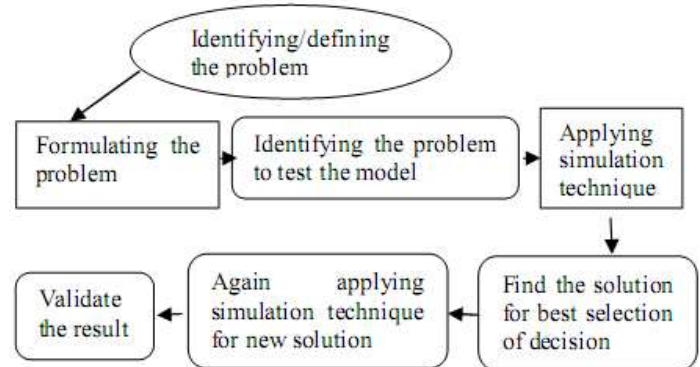 Identifying/defining
the problem
Formulating the
problem
Identifying the problem
to test the model
Applying
simulation
technique
Find the solution
for best selection
of decision
Again applying
simulation technique
for new solution
Validate
the result